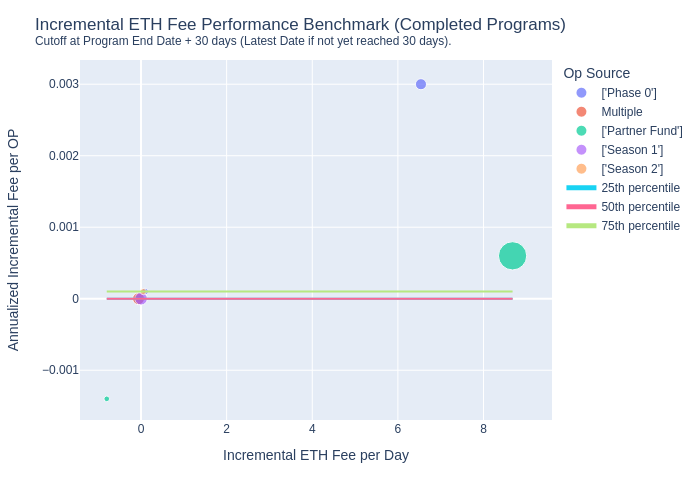 Incremental ETH Fee Performance Benchmark (Completed Programs)
Cutoff at Program End Date + 30 days (Latest Date if not yet reached 30 days).
Op Source
['Phase 0']
Multiple
['Partner Fund']
['Season 1']
['Season 2']
25th percentile
50th percentile
75th percentile
Annualized Incremental Fee per OP
0.003
0.002
0.001
0
−0.001
0
2
4
6
8
Incremental ETH Fee per Day